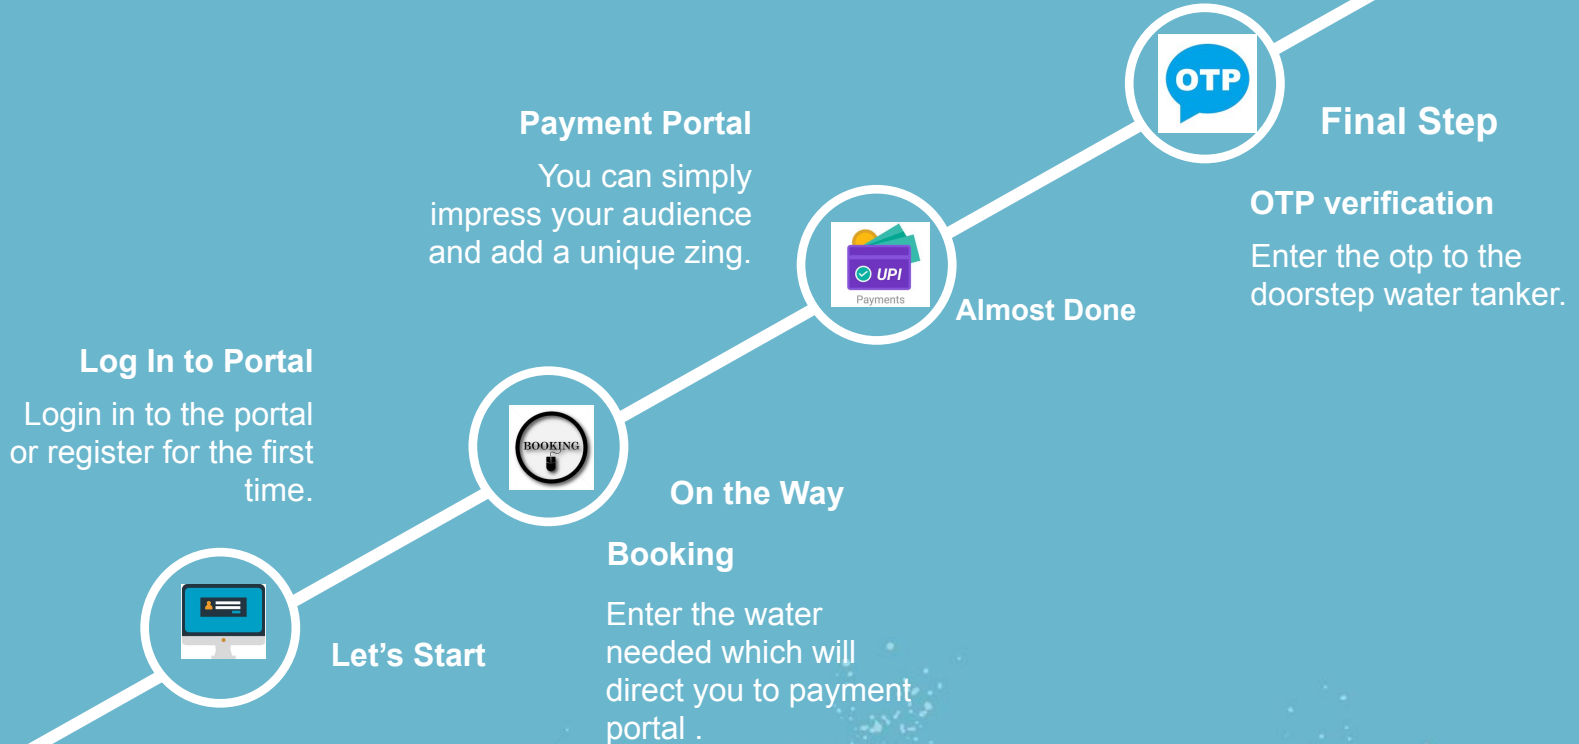 Log In to Portal
Login in to the portal
or register for the first
time.
Let’s Start
BOOKING
On the Way
Booking
Enter the water
needed which will
direct you to payment
portal .
Payment Portal
You can simply
impress your audience
and add a unique zing.
UPI
Payments
Almost Done
OTP
Final Step
OTP verification
Enter the otp to the
doorstep water tanker.